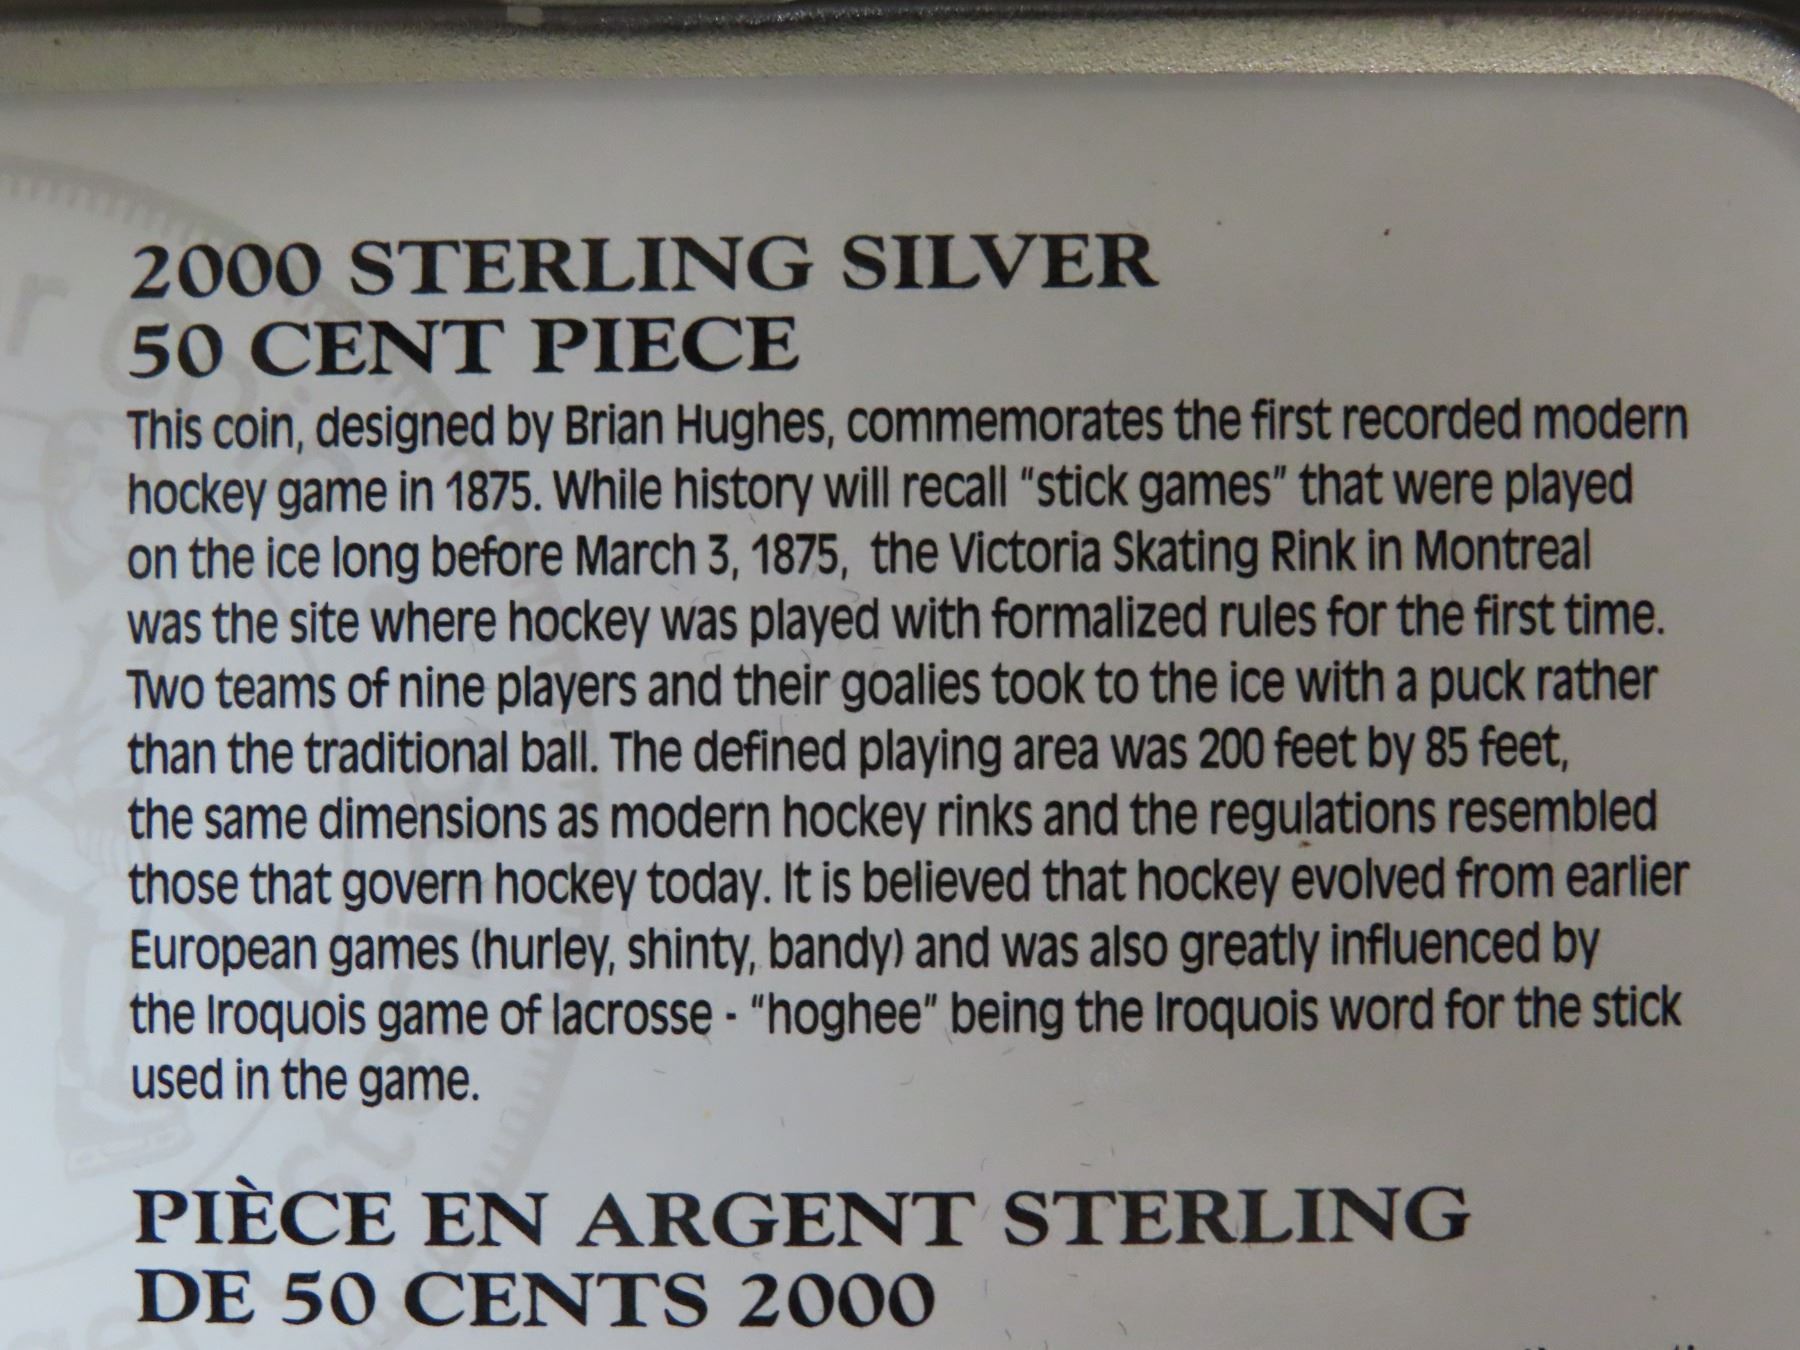 2000 STERLING SILVER
50 CENT PIECE
This coin, designed by Brian Hughes, commemorates the first recorded modern
hockey game in 1875. While history will recall "stick games" that were played
on the ice long before March 3, 1875, the Victoria Skating Rink in Montreal
was the site where hockey was played with formalized rules for the first time.
Two teams of nine players and their goalies took to the ice with a puck rather
than the traditional ball. The defined playing area was 200 feet by 85 feet,
the same dimensions as modern hockey rinks and the regulations resembled
those that govern hockey today. It is believed that hockey evolved from earlier
European games (hurley, shinty, bandy) and was also greatly influenced by
the Iroquois game of lacrosse - "hoghee" being the Iroquois word for the stick
used in the game.
PIÈCE EN ARGENT STERLING
DE 50 CENTS 2000